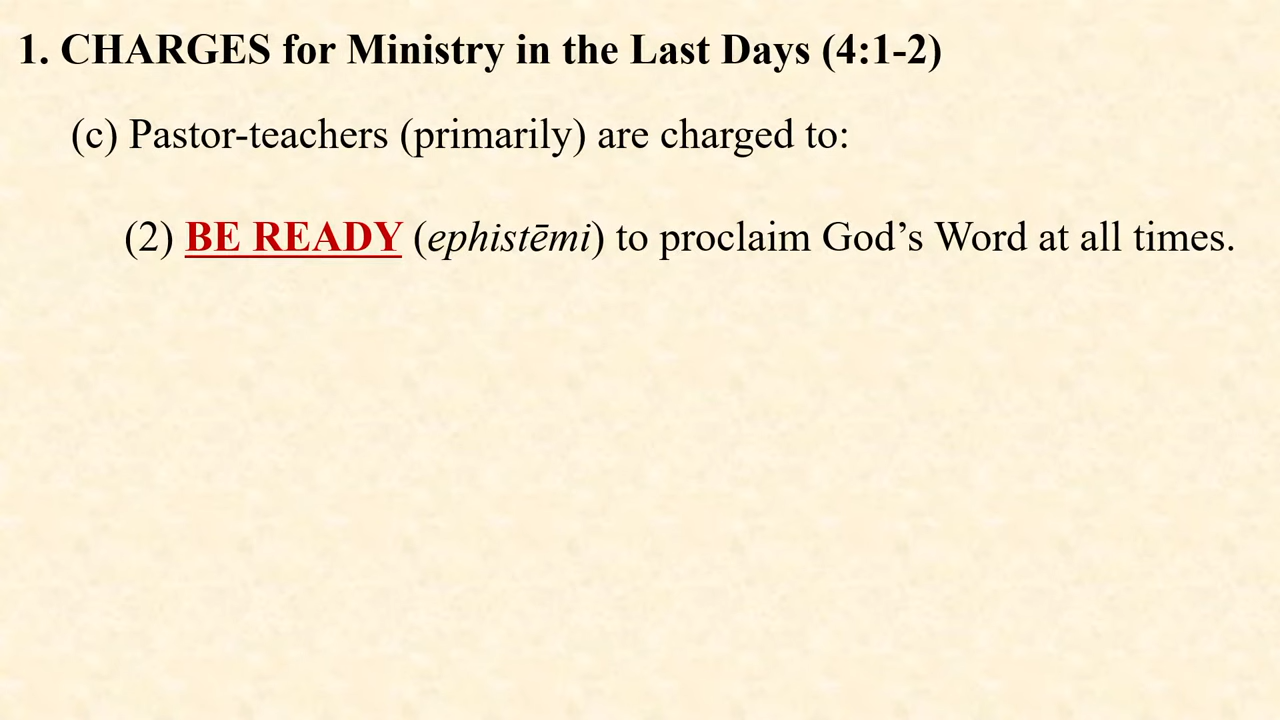 1. CHARGES for Ministry in the Last Days (4:1-2)
(c) Pastor-teachers (primarily) are charged to:
(2) BE READY (ephistēmi) to proclaim God’s Word at all times.